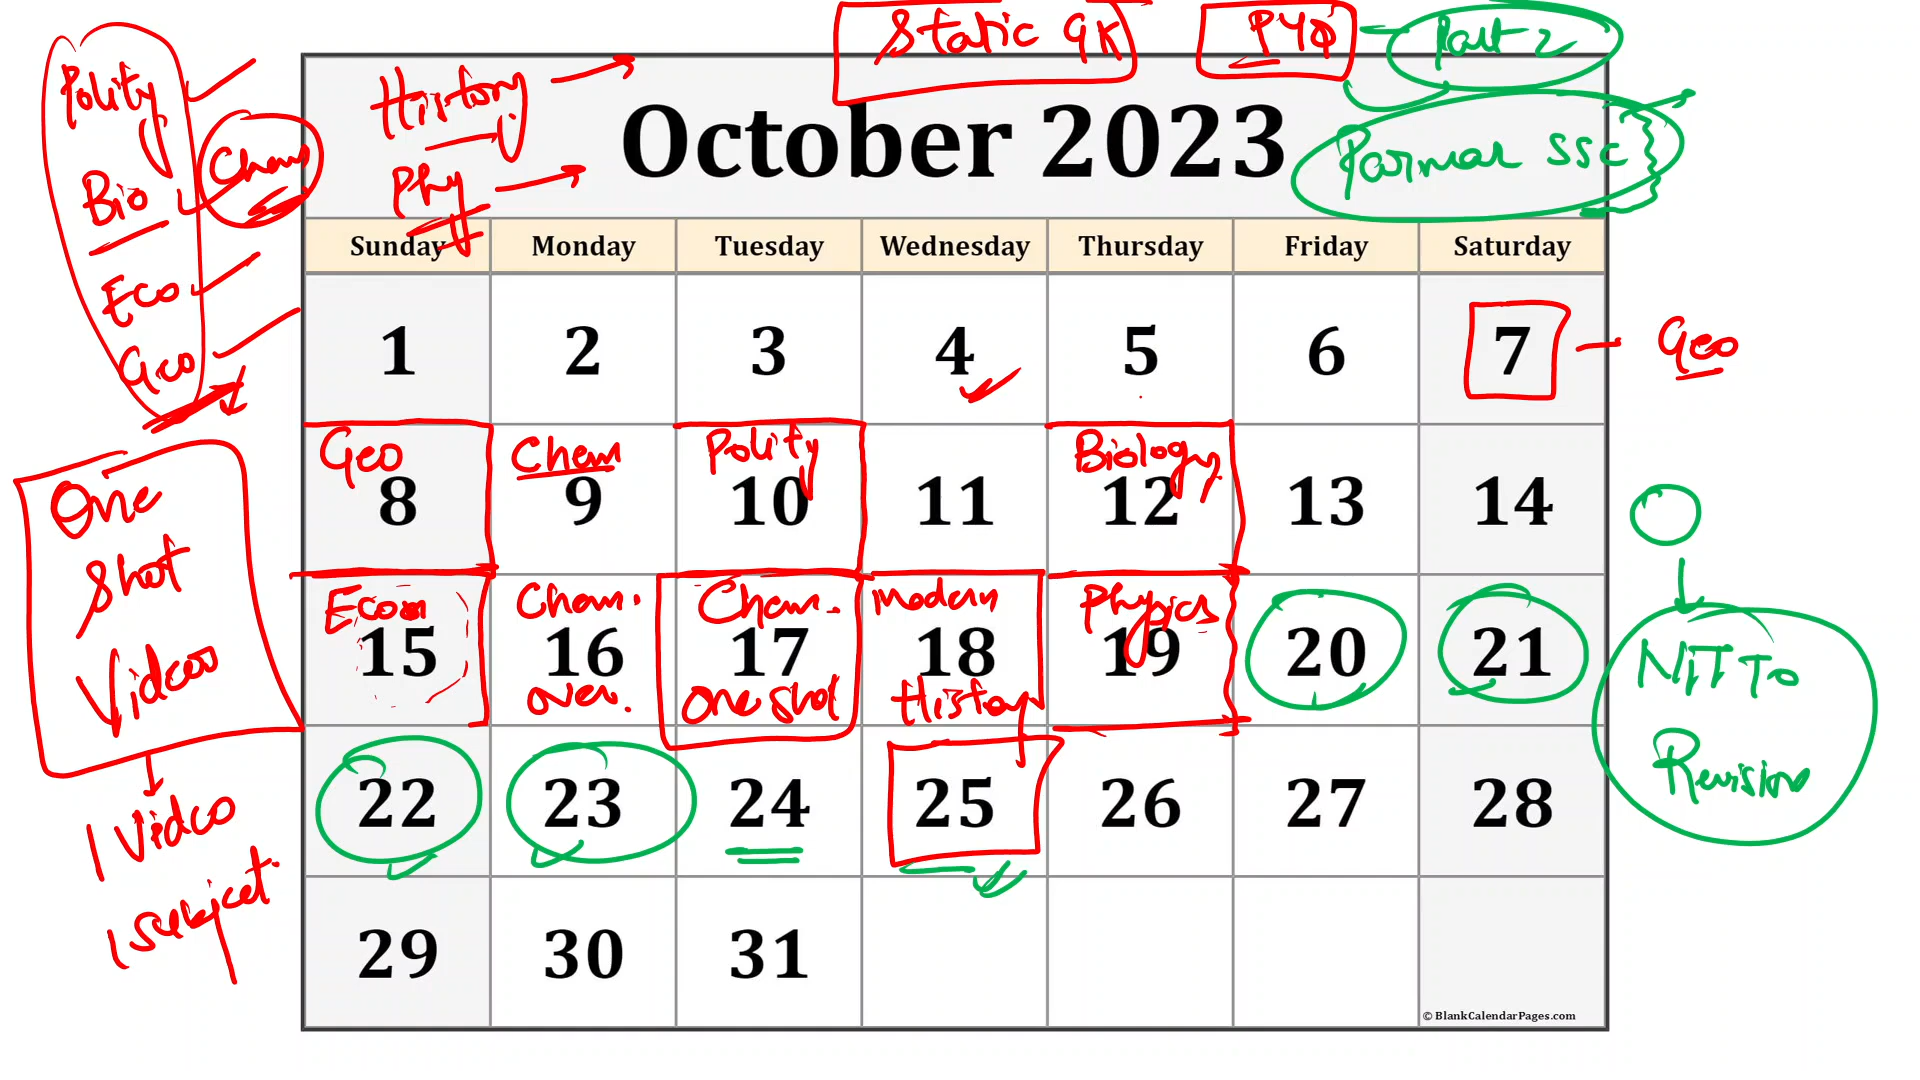 Static GK
PYQ
Part 2
Polity
History
October 2023
Parmar SSC
Chem
Bio
Phy
Sunday Monday Tuesday Wednesday Thursday Friday Saturday
Eco
Geo
1 2 3 4 5 6 7
Geo
Geo Chem Polity Biology
8 9 10 11 12 13 14
One
Shot
Videos
Econ Chem. Chem. Modern Physics
15 16 17 18 19 20 21
over. One shot History
NITTO
Revision
22 23 24 25 26 27 28
1 Video
1 Subject.
29 30 31
© BlankCalendarPages.com